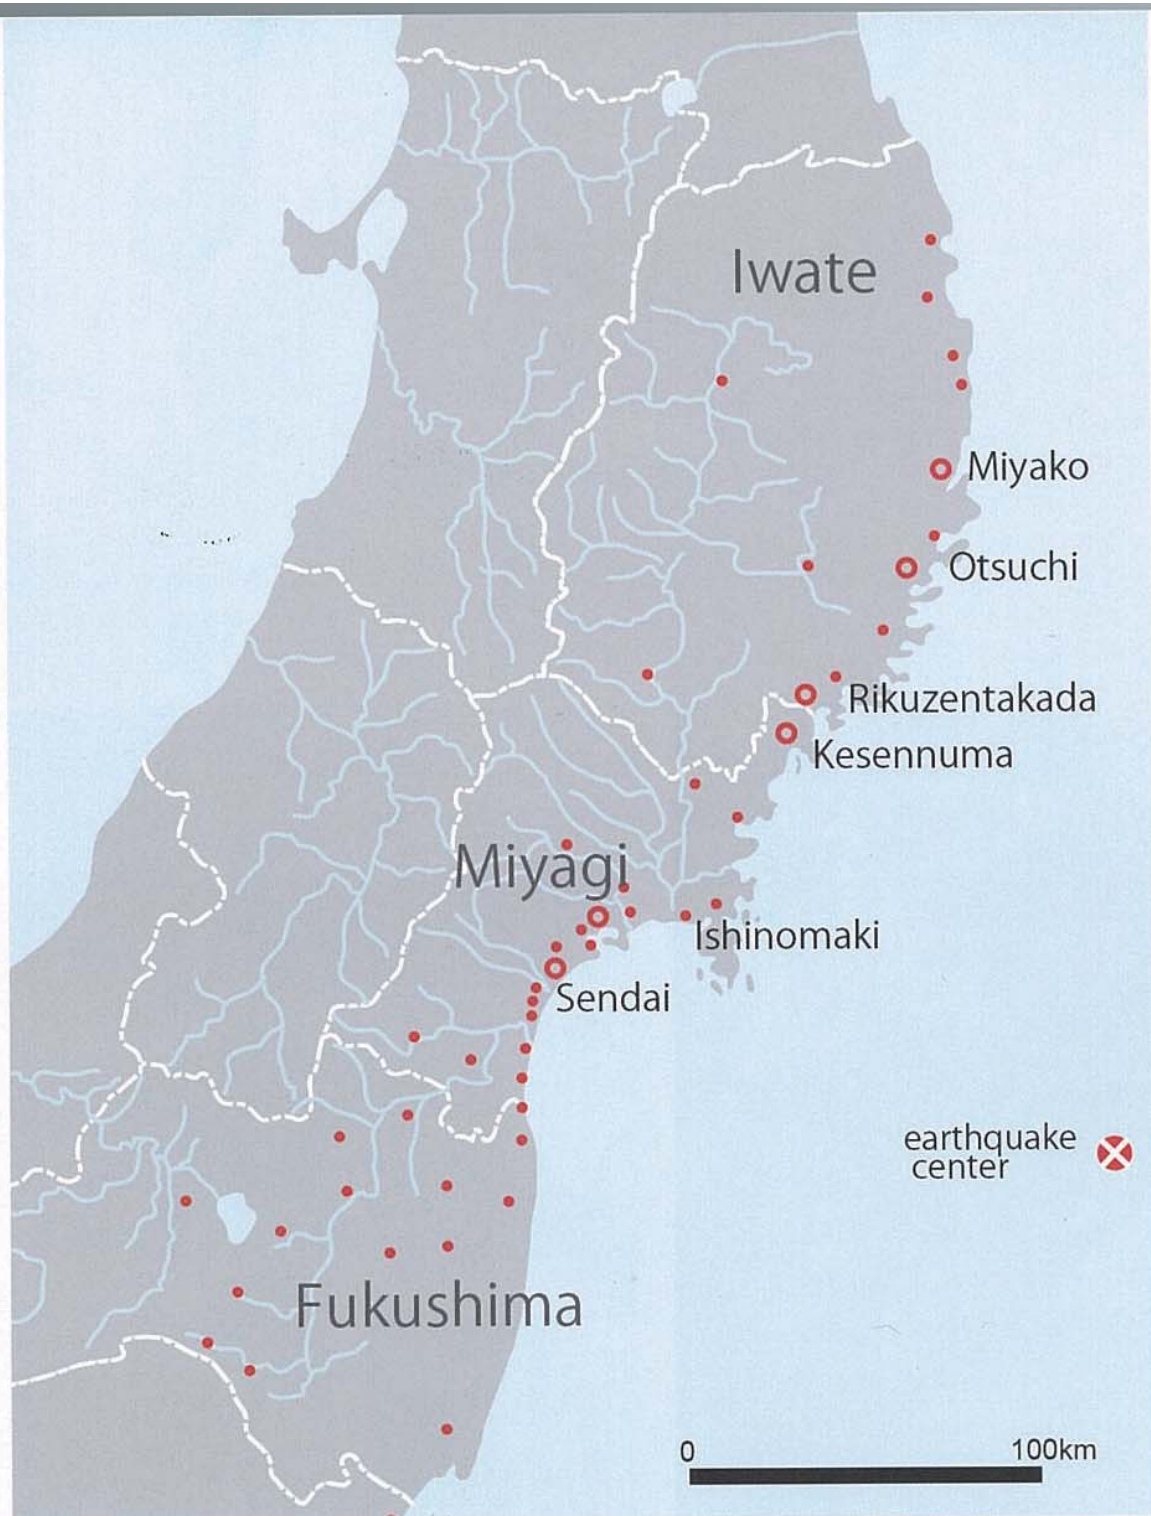 Iwate
Miyako
Otsuchi
Rikuzentakada
Kesennuma
Miyagi
Ishinomaki
Sendai
earthquake
center
Fukushima
0 100km